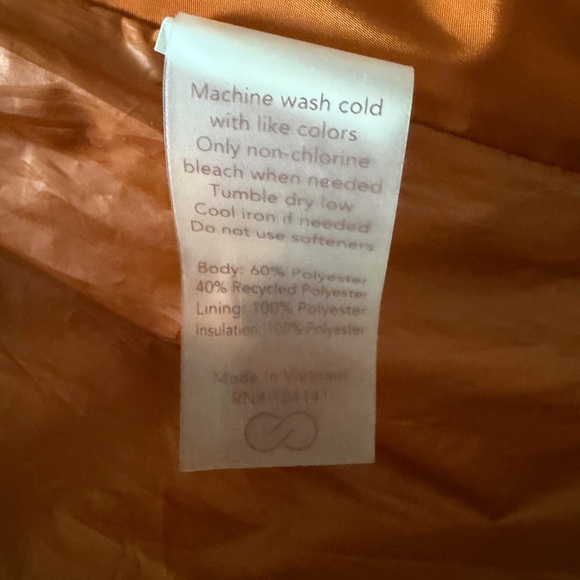 Machine wash cold
with like colors
Only non-chlorine
bleach when needed
Tumble dry low
Cool iron if needed
Do not use softeners
Body: 60% Polyester
40% Recycled Polyester
Lining: 100% Polyester
Insulation: 100% Polyester
Made in Vietnam
RN#